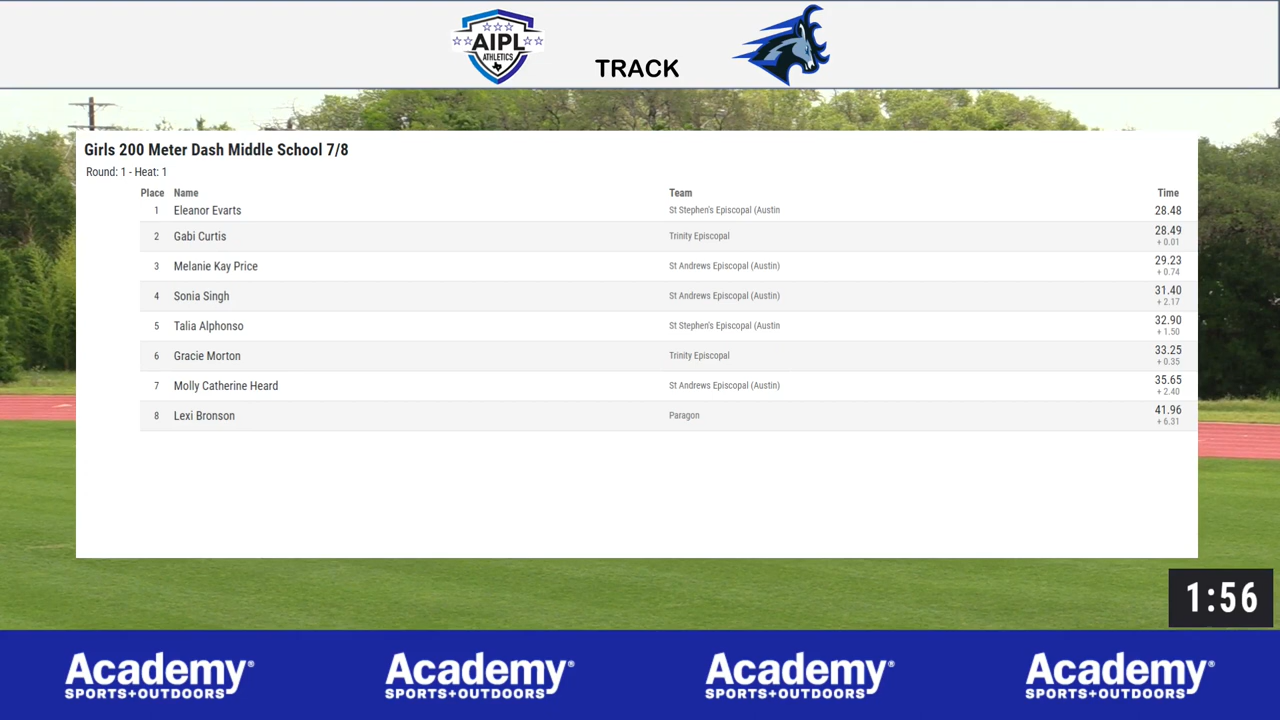 AIPL
ATHLETICS
TRACK
Girls 200 Meter Dash Middle School 7/8
Round: 1 - Heat: 1
Place Name Team Time
1 Eleanor Evarts St Stephen's Episcopal (Austin 28.48
2 Gabi Curtis Trinity Episcopal 28.49
+ 0.01
3 Melanie Kay Price St Andrews Episcopal (Austin) 29.23
+ 0.74
4 Sonia Singh St Andrews Episcopal (Austin) 31.40
+ 2.17
5 Talia Alphonso St Stephen's Episcopal (Austin 32.90
+ 1.50
6 Gracie Morton Trinity Episcopal 33.25
+ 0.35
7 Molly Catherine Heard St Andrews Episcopal (Austin) 35.65
+ 2.40
8 Lexi Bronson Paragon 41.96
+ 6.31
1:56
Academy Academy Academy Academy
SPORTS+OUTDOORS SPORTS+OUTDOORS SPORTS+OUTDOORS SPORTS+OUTDOORS